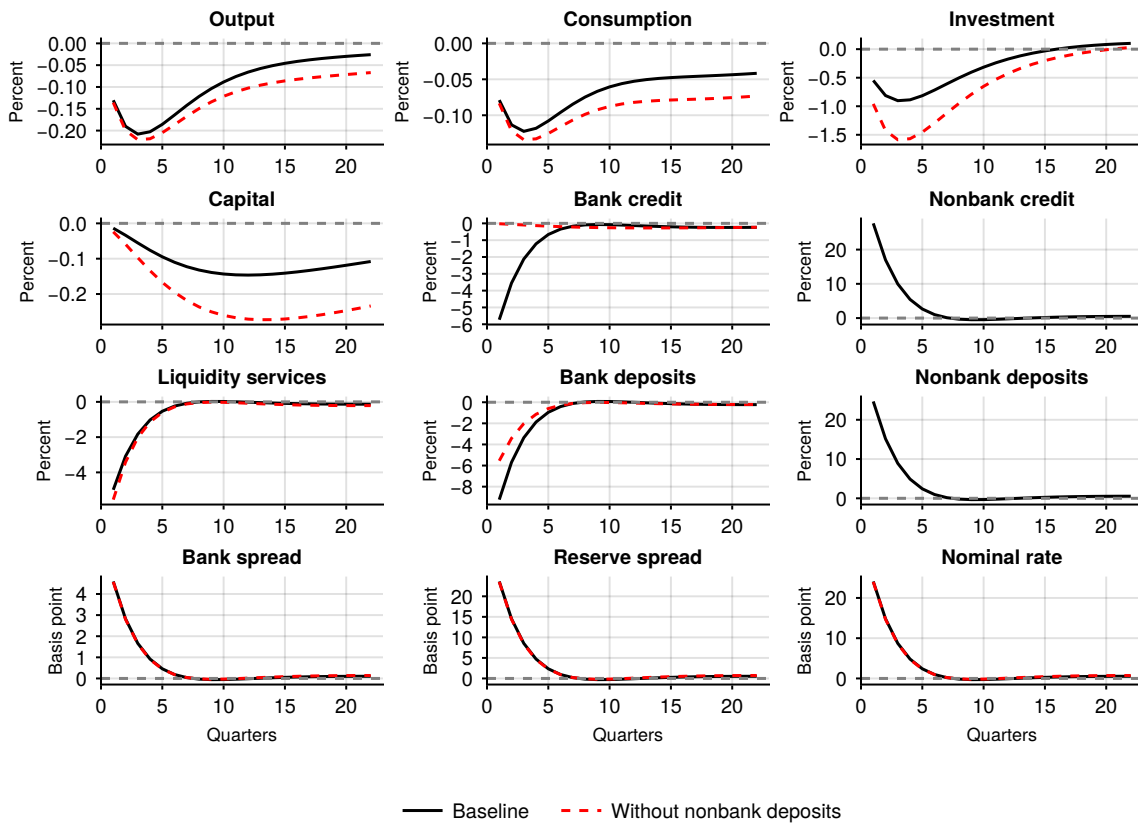 Output Consumption Investment
Percent 0.00 −0.05 −0.10 −0.15 −0.20 0 5 10 15 20
Percent 0.00 −0.05 −0.10 0 5 10 15 20
Percent 0.0 −0.5 −1.0 −1.5 0 5 10 15 20
Capital Bank credit Nonbank credit
Percent 0.0 −0.1 −0.2 0 5 10 15 20
Percent 0 −1 −2 −3 −4 −5 −6 0 5 10 15 20
Percent 20 10 0 0 5 10 15 20
Liquidity services Bank deposits Nonbank deposits
Percent 0 −2 −4 0 5 10 15 20
Percent 0 −2 −4 −6 −8 0 5 10 15 20
Percent 20 10 0 0 5 10 15 20
Bank spread Reserve spread Nominal rate
Basis point 4 3 2 1 0 0 5 10 15 20
Basis point 20 15 10 5 0 0 5 10 15 20
Basis point 20 10 0 0 5 10 15 20
Quarters Quarters Quarters
Baseline Without nonbank deposits